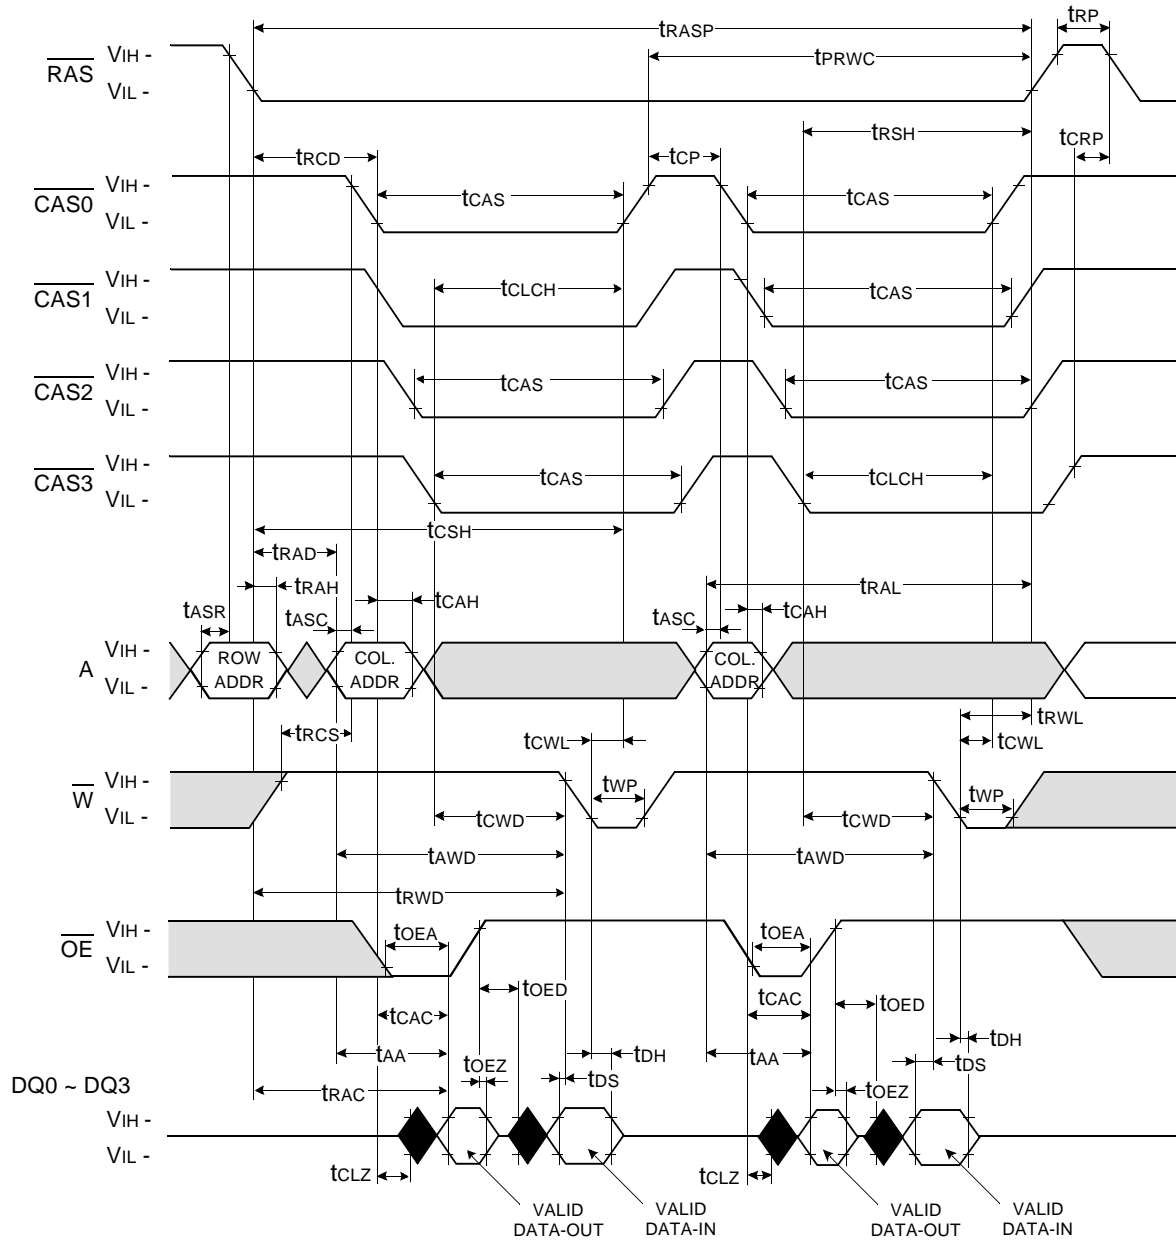 tRASP
tRP
RAS
VIH -
VIL -
tPRWC
tRSH
tCRP
tRCD
tCP
CAS0
VIH -
VIL -
tCAS
tCAS
CAS1
VIH -
VIL -
tCLCH
tCAS
CAS2
VIH -
VIL -
tCAS
tCAS
CAS3
VIH -
VIL -
tCAS
tCLCH
tCSH
tRAD
tRAH
tCAH
tRAL
tASR
tASC
tASC
tCAH
A
VIH -
VIL -
ROW
ADDR
COL.
ADDR
COL.
ADDR
tRCS
tCWL
tRWL
tCWL
W
VIH -
VIL -
tWP
tWP
tCWD
tCWD
tAWD
tAWD
tRWD
OE
VIH -
VIL -
tOEA
tOEA
tOED
tOED
tCAC
tCAC
tAA
tDH
tAA
tDH
tOEZ
tDS
tDS
tRAC
tOEZ
DQ0 ~ DQ3
VIH -
VIL -
tCLZ
tCLZ
VALID
DATA-OUT
VALID
DATA-IN
VALID
DATA-OUT
VALID
DATA-IN